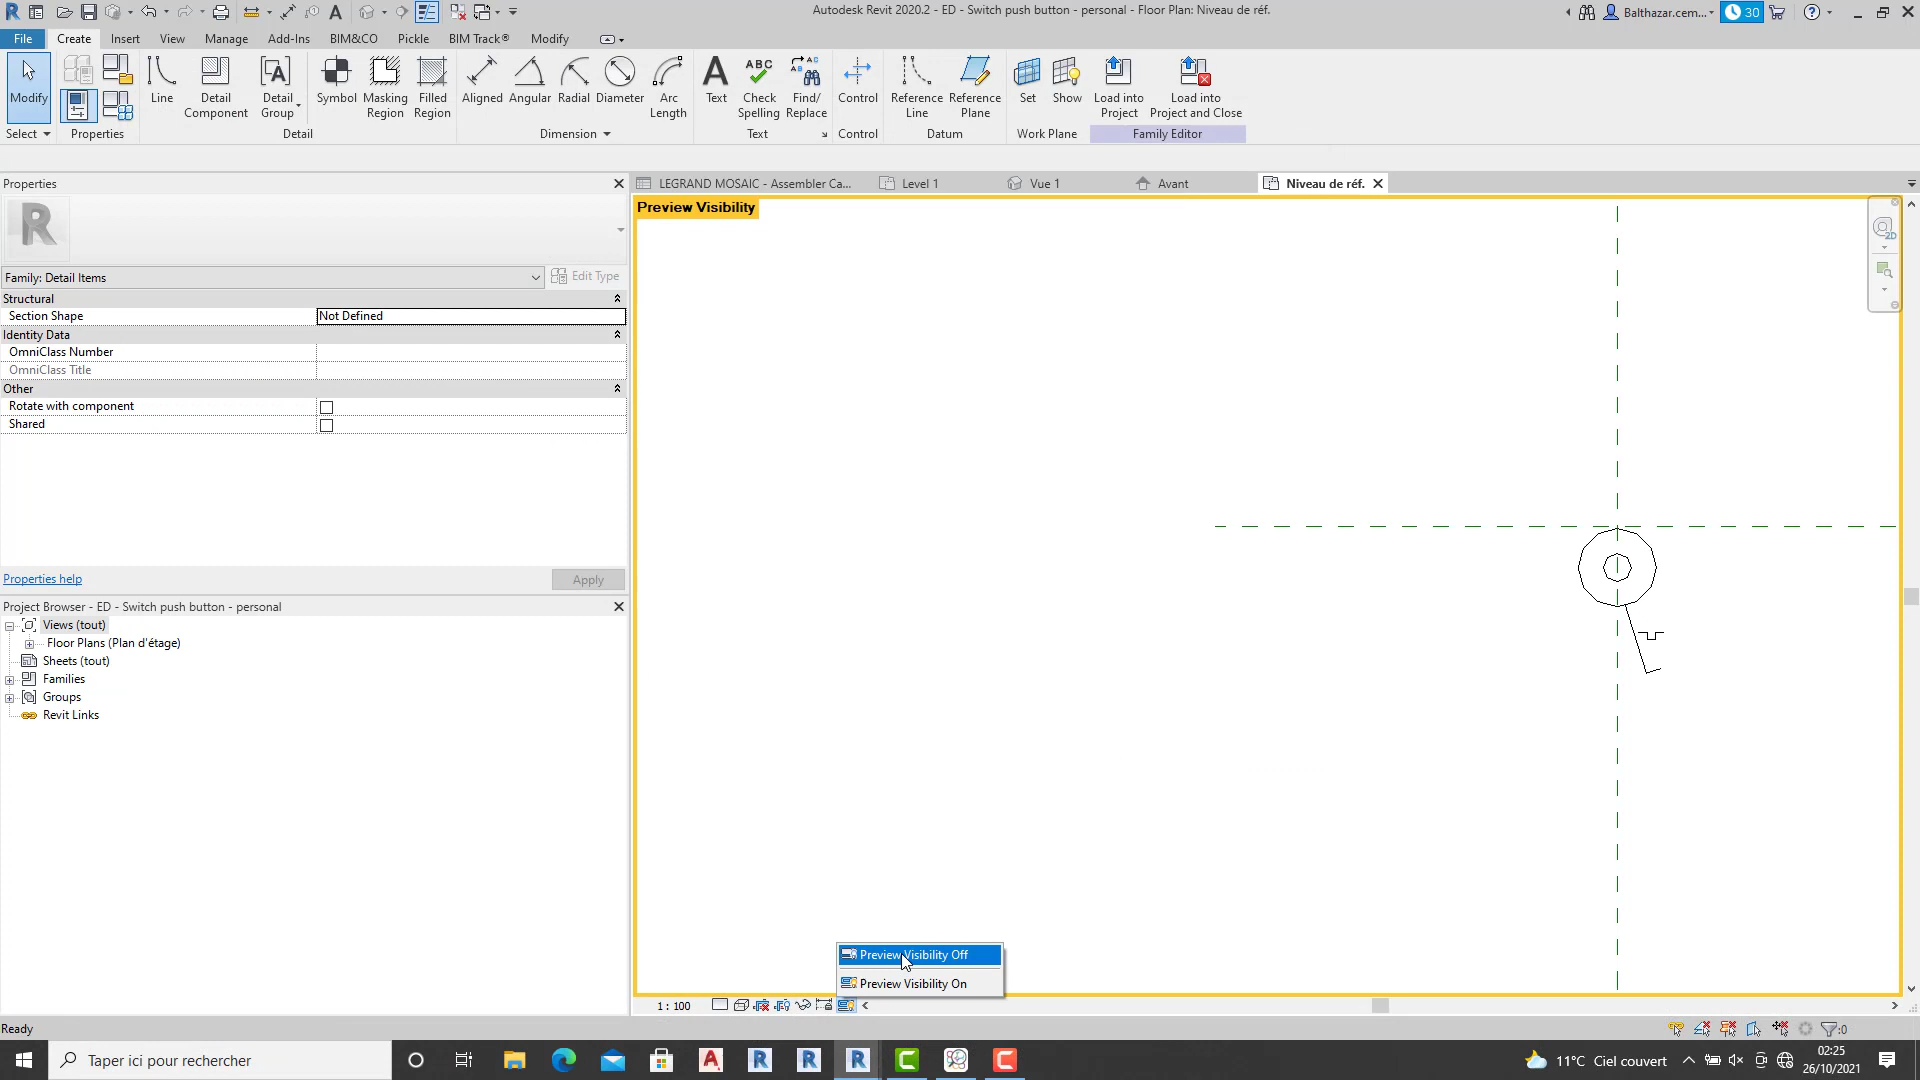 Autodesk Revit 2020.2 - ED - Switch push button - personal - Floor Plan: Niveau de réf.
Balthazar.cem...
30
File
Create
Insert
View
Manage
Add-Ins
BIM&CO
Pickle
BIM Track®
Modify
Modify
Line
Detail Component
Detail Group
Symbol
Masking Region
Filled Region
Aligned
Angular
Radial
Diameter
Arc Length
Text
ABC
Check Spelling
Find/ Replace
Control
Reference Line
Reference Plane
Set
Show
Load into Project
Load into Project and Close
Select
Properties
Detail
Dimension
Text
Control
Datum
Work Plane
Family Editor
Properties
LEGRAND MOSAIC - Assembler Ca...
Level 1
Vue 1
Avant
Niveau de réf.
Preview Visibility
2D
Family: Detail Items
Edit Type
Structural
Section Shape
Not Defined
Identity Data
OmniClass Number
OmniClass Title
Other
Rotate with component
Shared
Properties help
Apply
Project Browser - ED - Switch push button - personal
Views (tout)
Floor Plans (Plan d'étage)
Sheets (tout)
Families
Groups
Revit Links
Preview Visibility Off
Preview Visibility On
1 : 100
Ready
:0
Taper ici pour rechercher
11°C Ciel couvert
02:25
26/10/2021